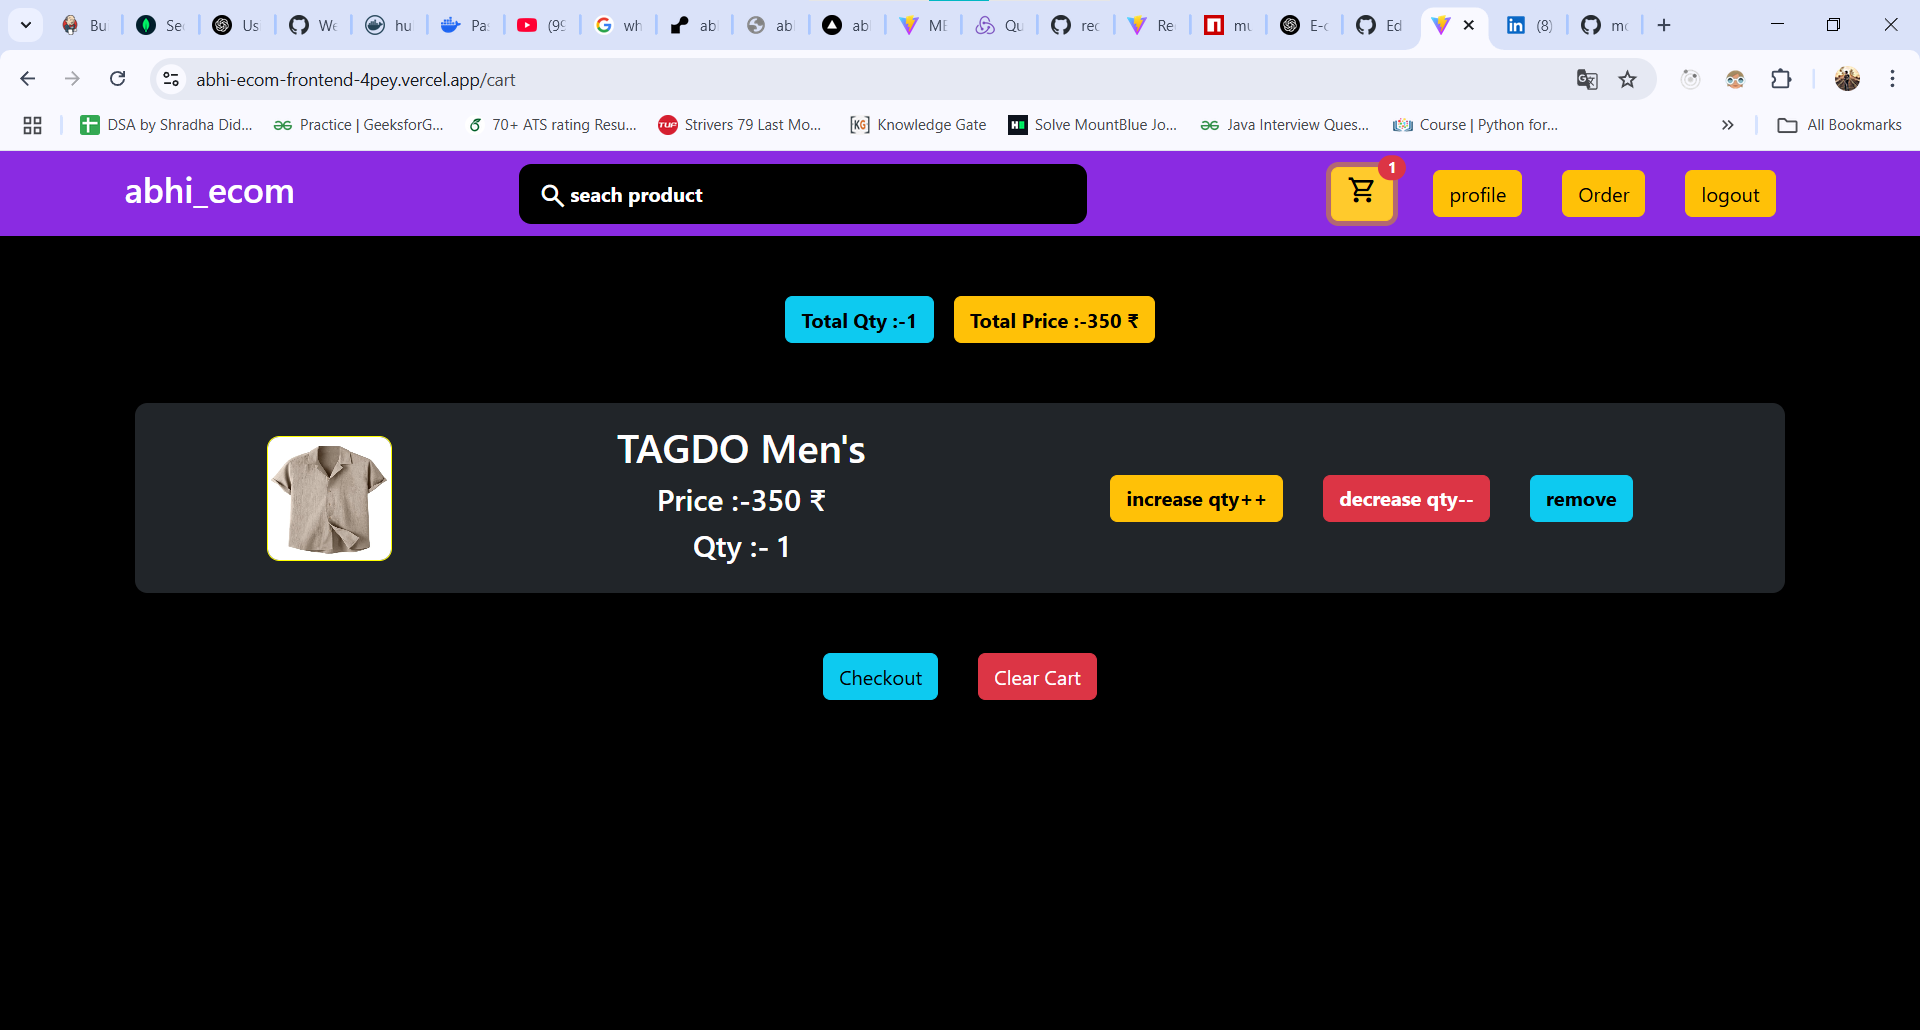 Bu
Se
Us
We
hu
Pa
(99
wh
ab
ab
ab
ME
Qu
rec
Re
mu
E-c
Ed
(8)
mo
abhi-ecom-frontend-4pey.vercel.app/cart
DSA by Shradha Did...
Practice | GeeksforG...
70+ ATS rating Resu...
TUF Strivers 79 Last Mo...
KG Knowledge Gate
Solve MountBlue Jo...
Java Interview Ques...
Course | Python for...
All Bookmarks
abhi_ecom
seach product
1
profile
Order
logout
Total Qty :-1
Total Price :-350 ₹
TAGDO Men's
Price :-350 ₹
Qty :- 1
increase qty++
decrease qty--
remove
Checkout
Clear Cart